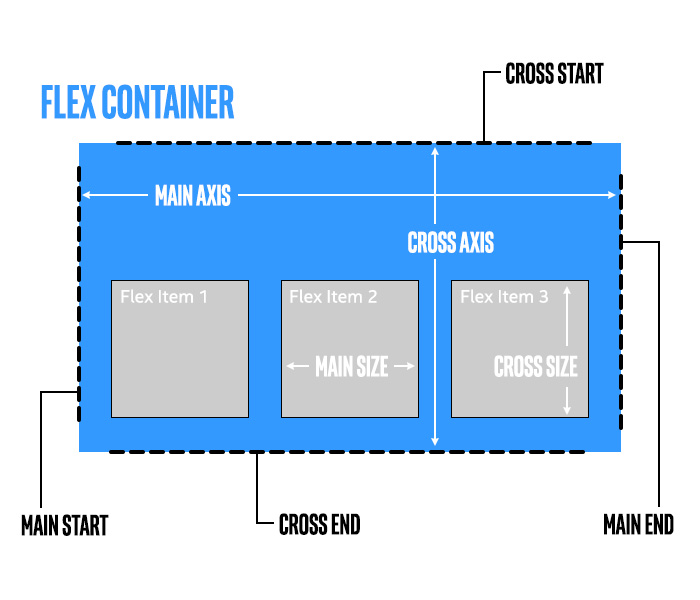 CROSS START
FLEX CONTAINER
MAIN AXIS
CROSS AXIS
Flex Item 1
Flex Item 2
Flex Item 3
MAIN SIZE
CROSS SIZE
MAIN START
CROSS END
MAIN END